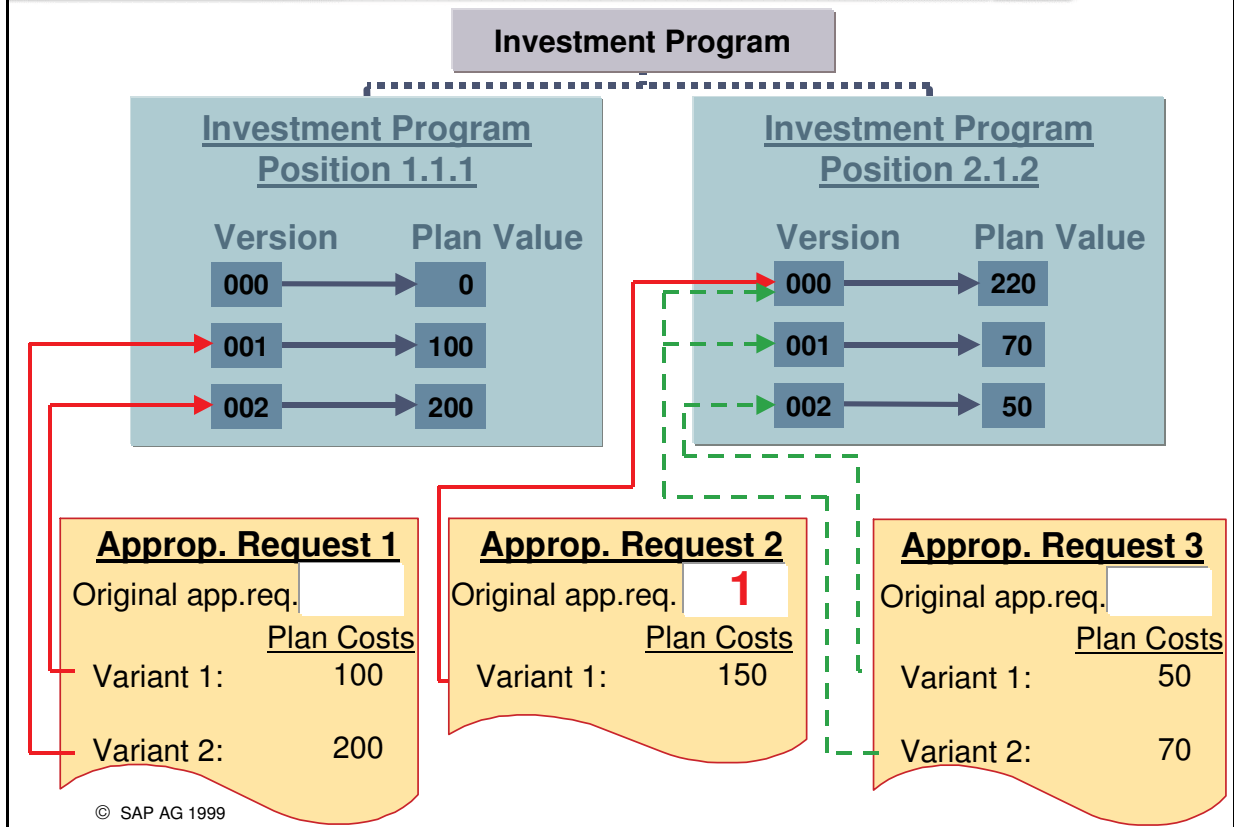 Investment Program
Investment Program
Position 1.1.1
Version Plan Value
000 0
001 100
002 200
Investment Program
Position 2.1.2
Version Plan Value
000 220
001 70
002 50
Approp. Request 1
Original app.req.
Plan Costs
Variant 1: 100
Variant 2: 200
Approp. Request 2
Original app.req. 1
Plan Costs
Variant 1: 150
Approp. Request 3
Original app.req.
Plan Costs
Variant 1: 50
Variant 2: 70
© SAP AG 1999